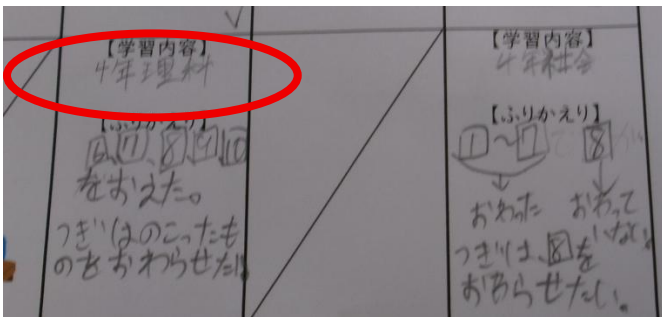 【学習内容】
4年理科
【ふりかえり】
6、7、8、9、10
をおえた。
つぎはのこったも
のをおわらせたい。
【学習内容】
4年社会
【ふりかえり】
1〜7 8
おわった おわって
いない。
つぎは、8を
おわらせたい。